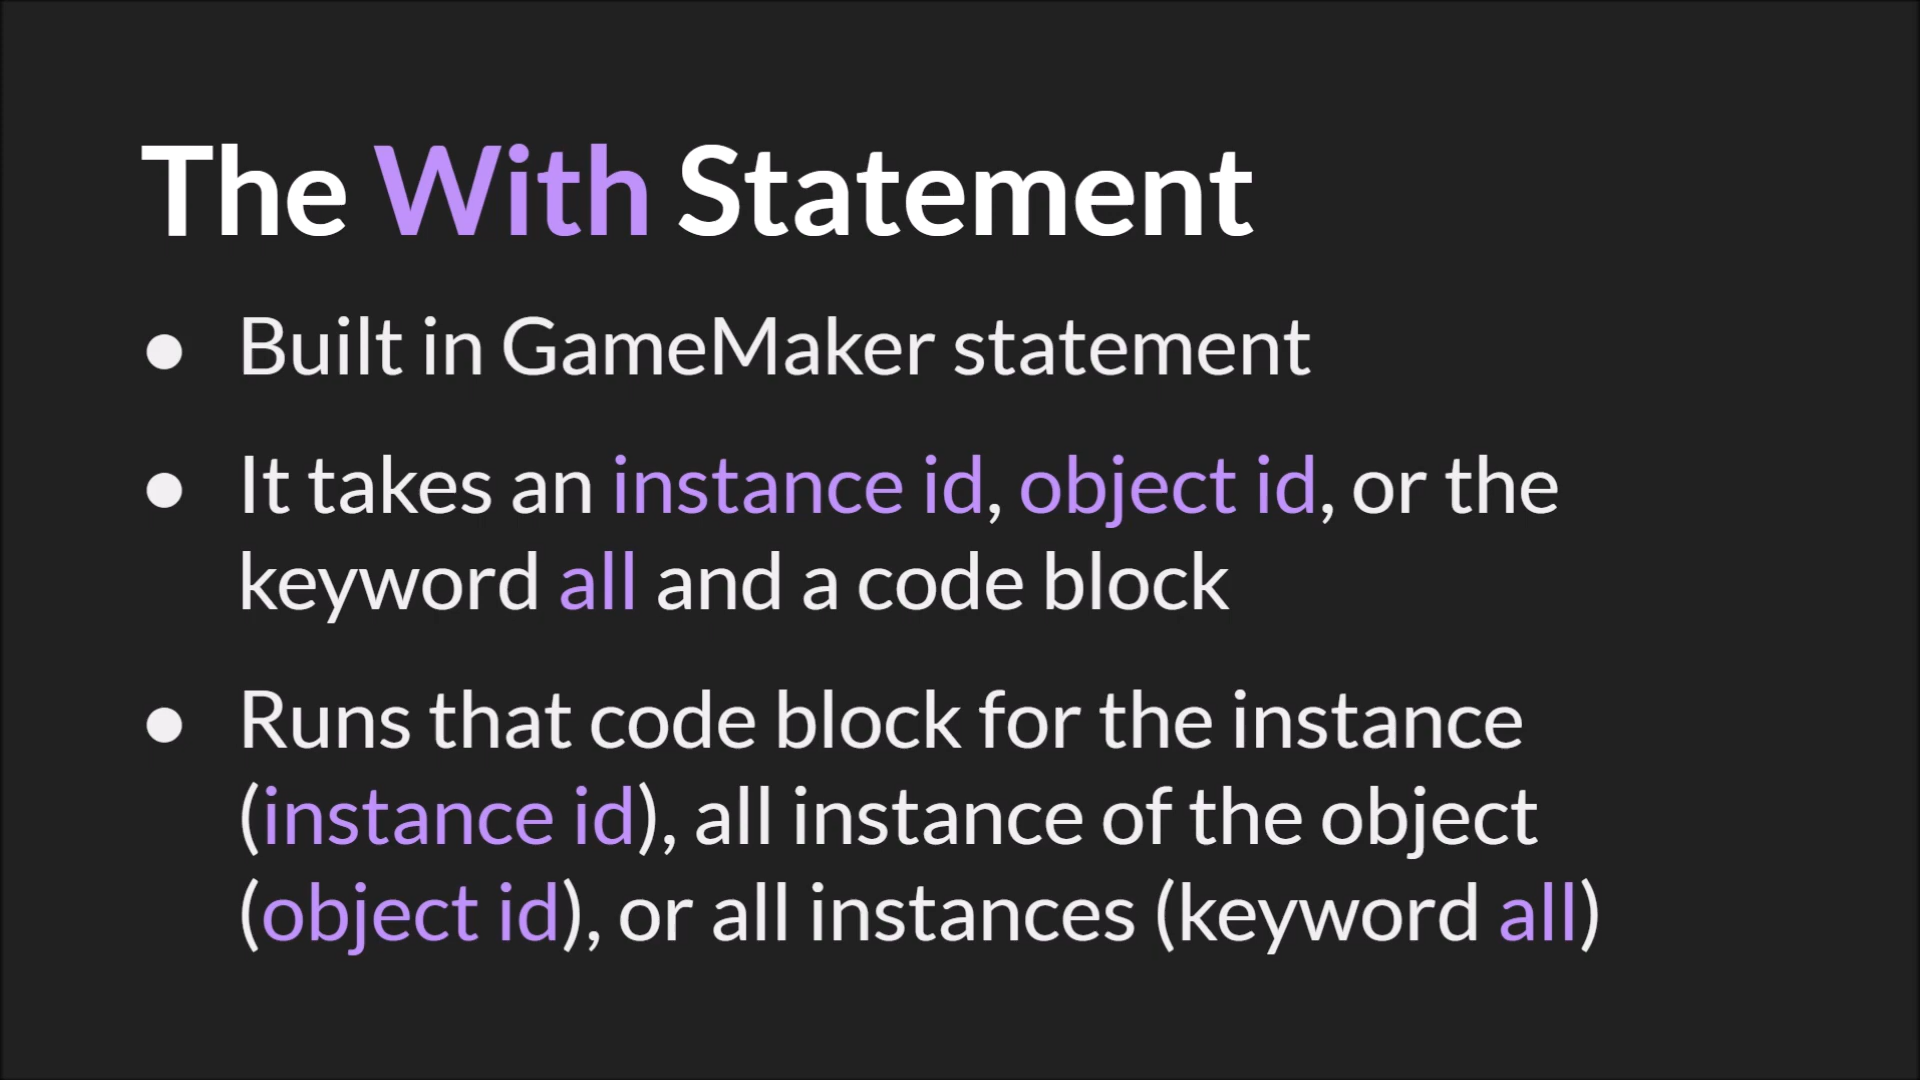 The With Statement
● Built in GameMaker statement
● It takes an instance id, object id, or the
keyword all and a code block
● Runs that code block for the instance
(instance id), all instance of the object
(object id), or all instances (keyword all)